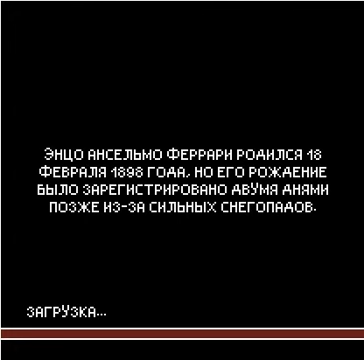 ЭНЦО АНСЕЛЬМО ФЕРРАРИ РОДИЛСЯ 18
ФЕВРАЛЯ 1898 ГОДА, НО ЕГО РОЖДЕНИЕ
БЫЛО ЗАРЕГИСТРИРОВАНО ДВУМЯ ДНЯМИ
ПОЗЖЕ ИЗ-ЗА СИЛЬНЫХ СНЕГОПАДОВ.
ЗАГРУЗКА...